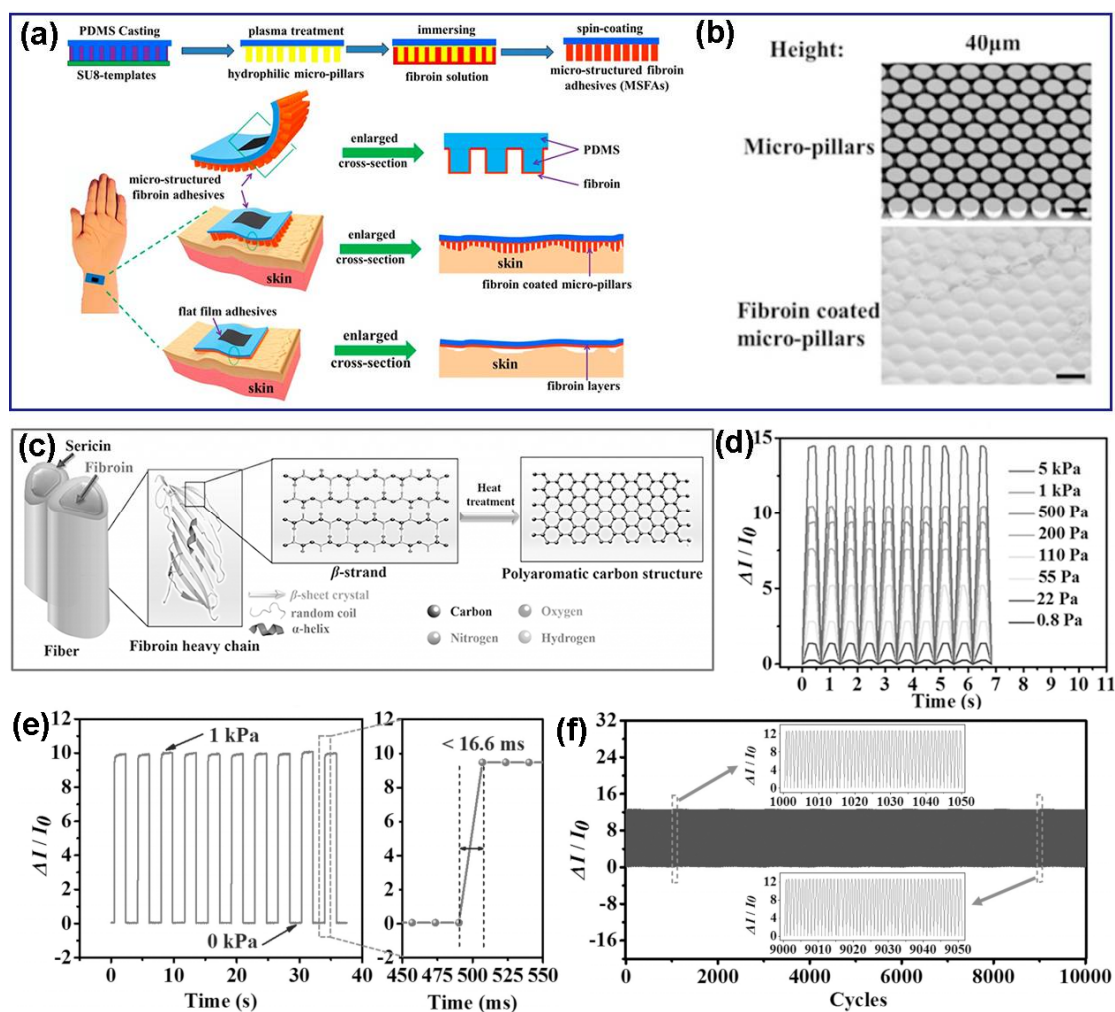 (a)
PDMS Casting
SU8-templates
plasma treatment
hydrophilic micro-pillars
immersing
fibroin solution
spin-coating
micro-structured fibroin
adhesives (MSFAs)
enlarged
cross-section
PDMS
fibroin
micro-structured
fibroin adhesives
skin
enlarged
cross-section
skin
fibroin coated micro-pillars
flat film adhesives
skin
enlarged
cross-section
skin
fibroin layers
(b)
Height: 40μm
Micro-pillars
Fibroin coated
micro-pillars
(c)
Sericin
Fibroin
Fiber
Fibroin heavy chain
β-strand
β-sheet crystal
random coil
α-helix
Heat
treatment
Polyaromatic carbon structure
Carbon
Oxygen
Nitrogen
Hydrogen
(d)
ΔI / I0
15
10
5
0
0 1 2 3 4 5 6 7 8 9 10 11
Time (s)
5 kPa
1 kPa
500 Pa
200 Pa
110 Pa
55 Pa
22 Pa
0.8 Pa
(e)
ΔI / I0
12
10
8
6
4
2
0
-2
0 10 20 30 40
Time (s)
1 kPa
0 kPa
12
10
8
6
4
2
0
-2
450 475 500 525 550
Time (ms)
< 16.6 ms
(f)
ΔI / I0
32
24
16
8
0
-8
-16
0 2000 4000 6000 8000 10000
Cycles
ΔI / I0
12
8
4
0
1000 1010 1020 1030 1040 1050
ΔI / I0
12
8
4
0
9000 9010 9020 9030 9040 9050